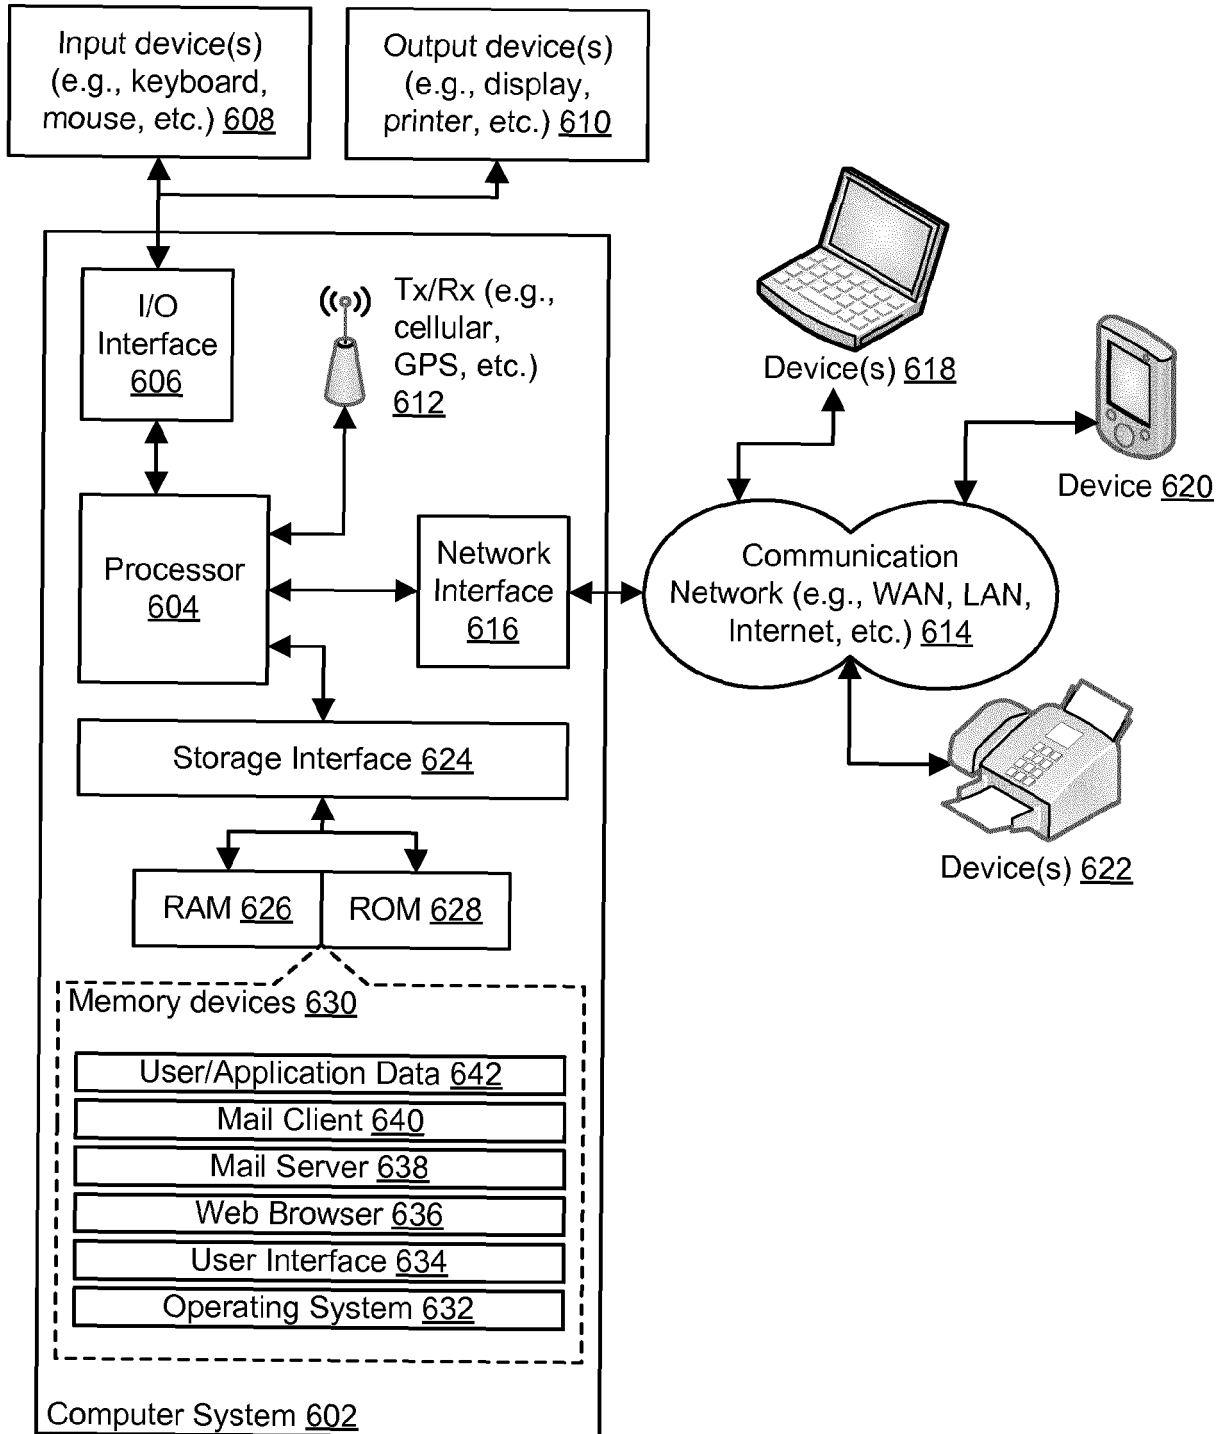 Input device(s)
(e.g., keyboard,
mouse, etc.) 608
Output device(s)
(e.g., display,
printer, etc.) 610
I/O
Interface
606
Tx/Rx (e.g.,
cellular,
GPS, etc.)
612
Device(s) 618
Device 620
Processor
604
Network
Interface
616
Communication
Network (e.g., WAN, LAN,
Internet, etc.) 614
Storage Interface 624
Device(s) 622
RAM 626
ROM 628
Memory devices 630
User/Application Data 642
Mail Client 640
Mail Server 638
Web Browser 636
User Interface 634
Operating System 632
Computer System 602